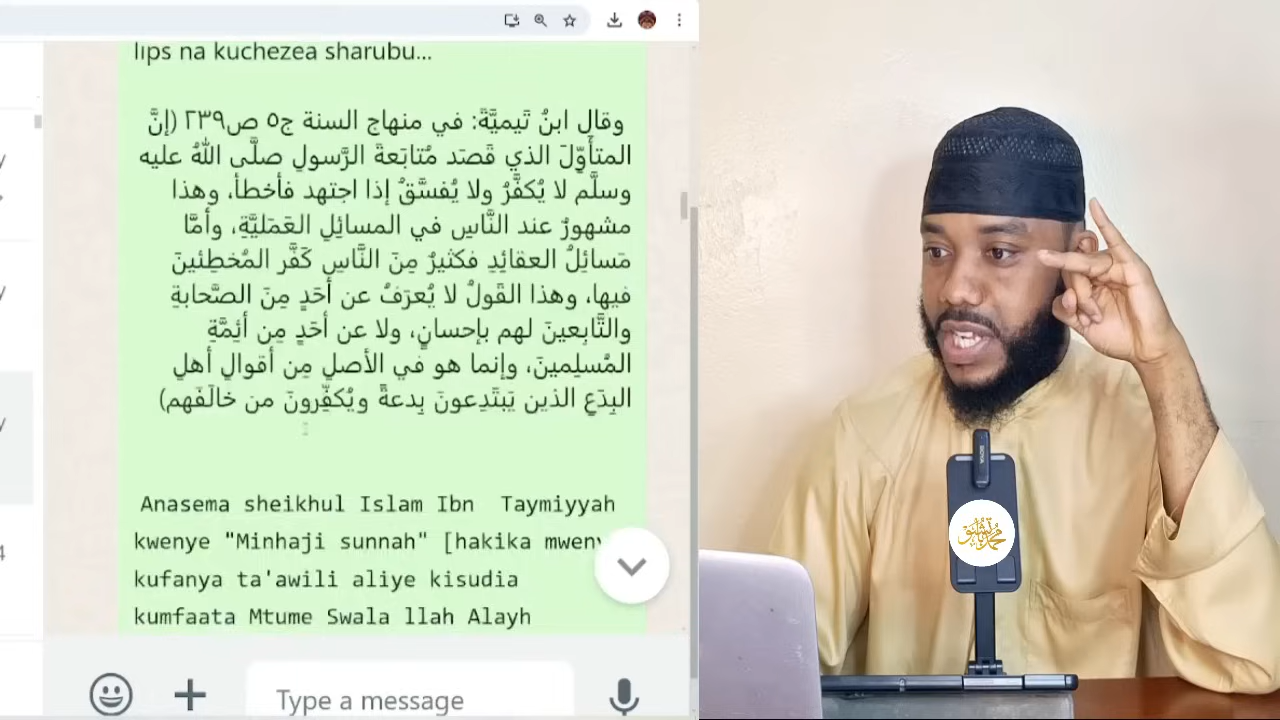 lips na kuchezea sharubu...
وقال ابنُ تَيميَّةَ: في منهاج السنة ج٥ ص٢٣٩ (إنَّ
المتأَوِّلَ الذي قَصَد مُتابَعةَ الرَّسولِ صلَّى اللهُ عليه
وسلَّم لا يُكفَّرُ ولا يُفسَّقُ إذا اجتهد فأخطأ، وهذا
مشهورٌ عند النَّاسِ في المسائِلِ العَمَليَّةِ، وأمَّا
مَسائِلُ العقائِدِ فكثيرٌ مِنَ النَّاسِ كَفَّر المُخطِئينَ
فيها، وهذا القَولُ لا يُعرَفُ عن أحَدٍ مِنَ الصَّحابةِ
والتَّابِعينَ لهم بإحسانٍ، ولا عن أحَدٍ مِن أئِمَّةِ
المُسلِمينَ، وإنما هو في الأصلِ مِن أقوالِ أهلِ
البِدَعِ الذين يَبتَدِعونَ بِدعةً ويُكفِّرونَ من خالَفَهم)
Anasema sheikhul Islam Ibn Taymiyyah
kwenye "Minhaji sunnah" [hakika
kufanya ta'awili aliye kisudia
kumfaata Mtume Swala llah Alayh
Type a message